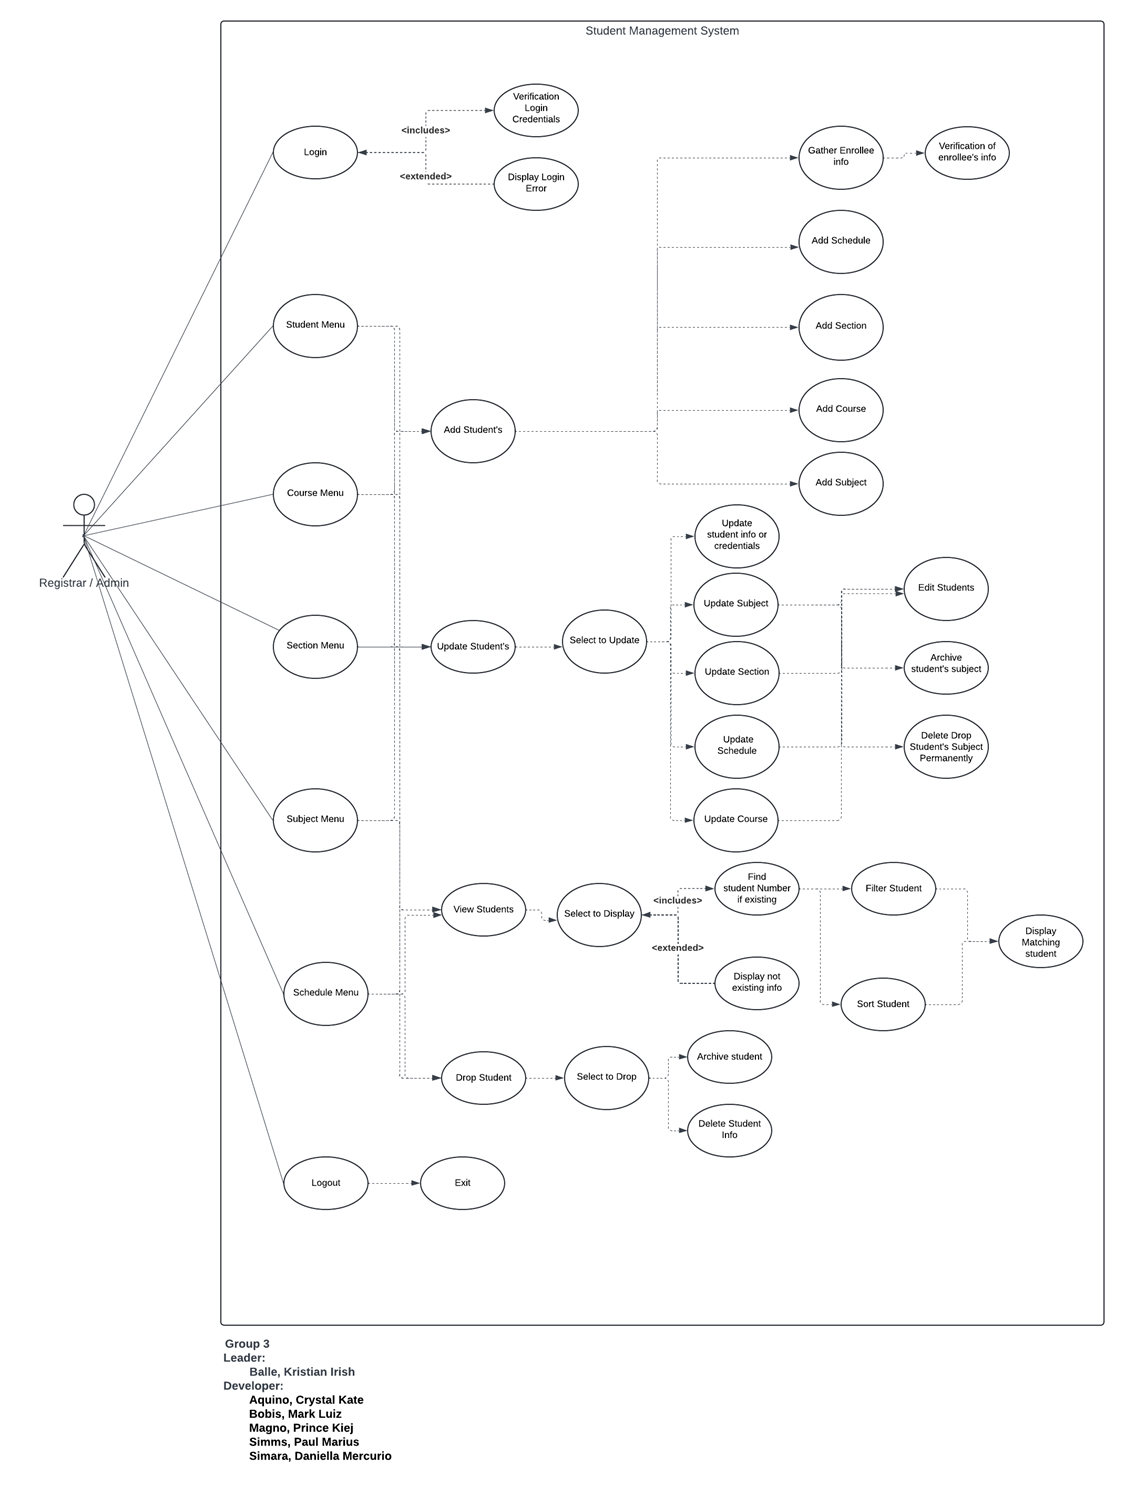 Student Management System
Verification
Login
Credentials
<includes>
Login
<extended>
Display Login
Error
Gather Enrollee
info
Verification of
enrollee's info
Add Schedule
Student Menu
Add Section
Add Student's
Add Course
Course Menu
Add Subject
Registrar / Admin
Update
student info or
credentials
Edit Students
Update Subject
Section Menu
Update Student's
Select to Update
Update Section
Archive
student's subject
Update
Schedule
Delete Drop
Student's Subject
Permanently
Subject Menu
Update Course
Find
student Number
if existing
Filter Student
<includes>
View Students
Select to Display
<extended>
Display
Matching
student
Display not
existing info
Schedule Menu
Sort Student
Archive student
Drop Student
Select to Drop
Delete Student
Info
Logout
Exit
Group 3
Leader:
Balle, Kristian Irish
Developer:
Aquino, Crystal Kate
Bobis, Mark Luiz
Magno, Prince Kiej
Simms, Paul Marius
Simara, Daniella Mercurio